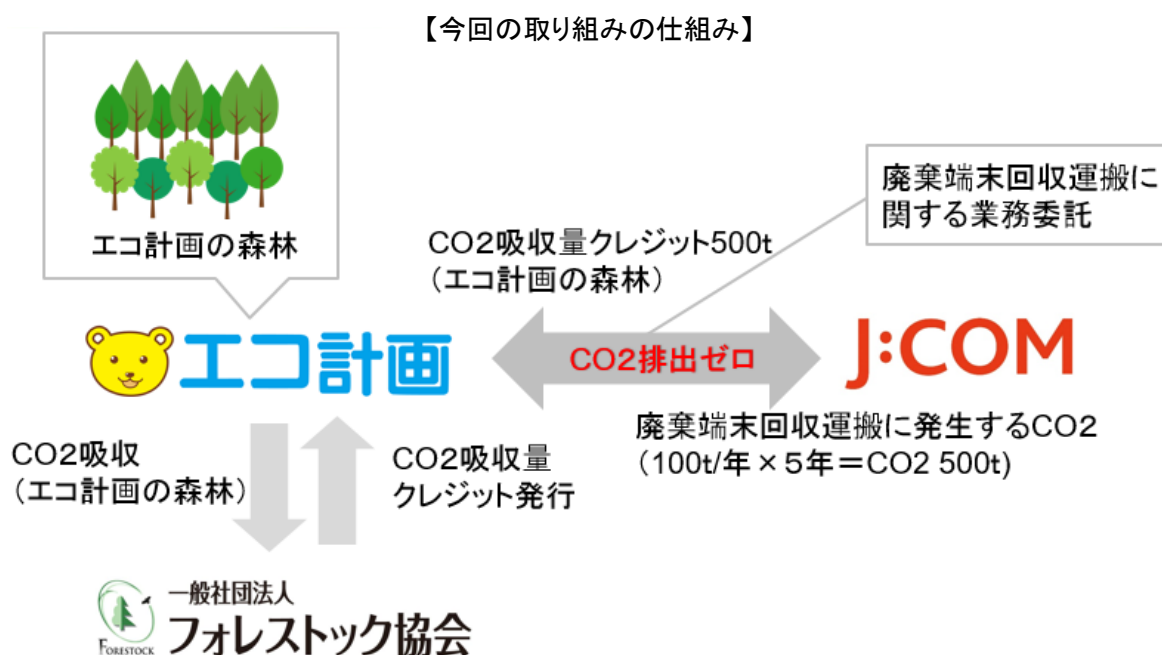 【今回の取り組みの仕組み】
エコ計画の森林
廃棄端末回収運搬に
関する業務委託
CO2吸収量クレジット500t
（エコ計画の森林）
エコ計画
CO2排出ゼロ
J:COM
廃棄端末回収運搬に発生するCO2
（100t/年×5年＝CO2 500t)
CO2吸収
（エコ計画の森林）
CO2吸収量
クレジット発行
一般社団法人
フォレストック協会
FORESTOCK